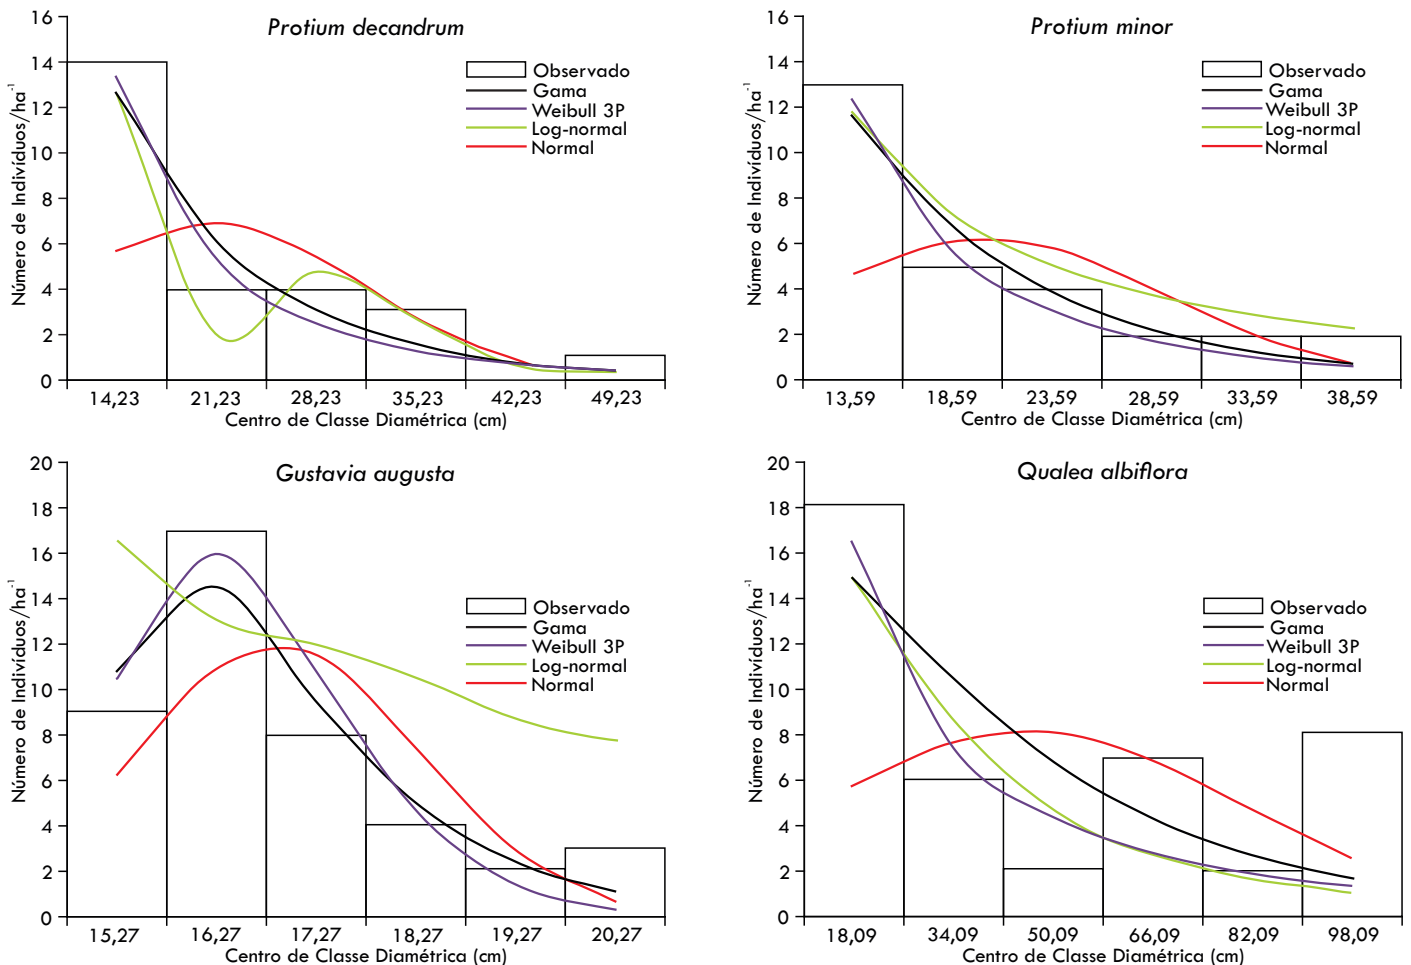 Protium decandrum
Número de Indivíduos/ha⁻¹
16
14
12
10
8
6
4
2
0
Observado
Gama
Weibull 3P
Log-normal
Normal
14,23 21,23 28,23 35,23 42,23 49,23
Centro de Classe Diamétrica (cm)
Protium minor
Número de Indivíduos/ha⁻¹
16
14
12
10
8
6
4
2
0
Observado
Gama
Weibull 3P
Log-normal
Normal
13,59 18,59 23,59 28,59 33,59 38,59
Centro de Classe Diamétrica (cm)
Gustavia augusta
Número de Indivíduos/ha⁻¹
20
18
16
14
12
10
8
6
4
2
0
Observado
Gama
Weibull 3P
Log-normal
Normal
15,27 16,27 17,27 18,27 19,27 20,27
Centro de Classe Diamétrica (cm)
Qualea albiflora
Número de Indivíduos/ha⁻¹
20
18
16
14
12
10
8
6
4
2
0
Observado
Gama
Weibull 3P
Log-normal
Normal
18,09 34,09 50,09 66,09 82,09 98,09
Centro de Classe Diamétrica (cm)